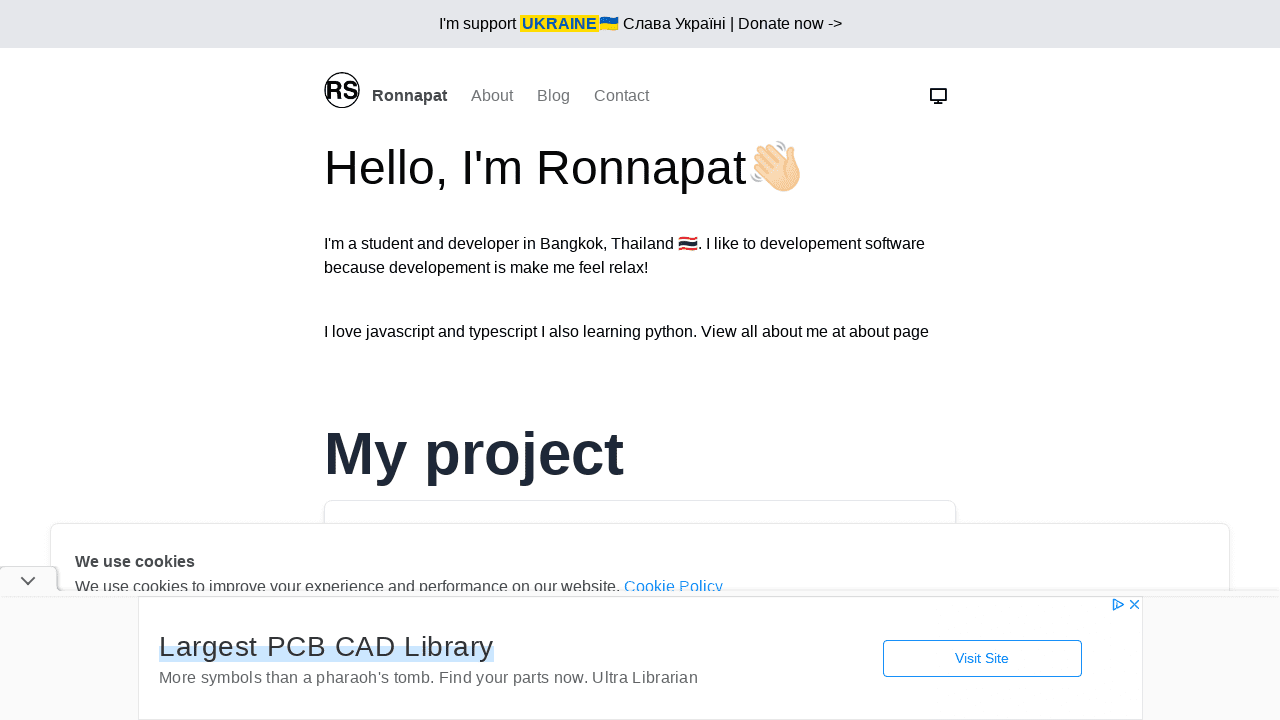 I'm support UKRAINE🇺🇦 Слава Україні | Donate now ->
RS
Ronnapat About Blog Contact
Hello, I'm Ronnapat👋🏻
I'm a student and developer in Bangkok, Thailand 🇹🇭. I like to developement software
because developement is make me feel relax!
I love javascript and typescript I also learning python. View all about me at about page
My project
We use cookies
We use cookies to improve your experience and performance on our website. Cookie Policy
Largest PCB CAD Library
More symbols than a pharaoh's tomb. Find your parts now. Ultra Librarian
Visit Site